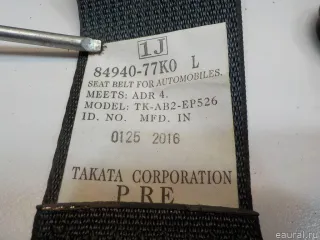 1J
84940-77K0 L
SEAT BELT FOR AUTOMOBILES.
MEETS: ADR 4.
MODEL: TK-AB2-EP526
ID. NO. MFD. IN
0125 2016
TAKATA CORPORATION
PRE
© eaural.ru